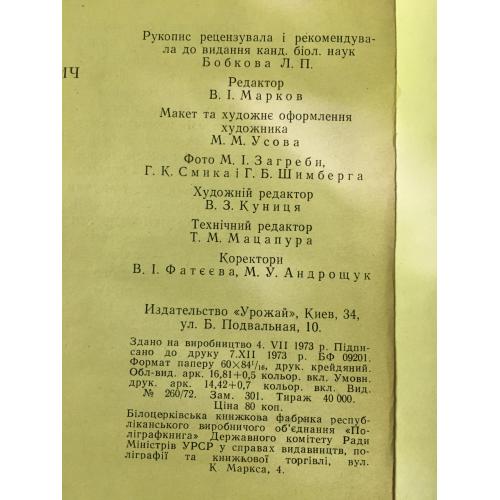 Рукопис рецензувала і рекомендува-
ла до видання канд. біол. наук
Бобкова Л. П.
ИЧ
Редактор
В. І. Марков
Макет та художнє оформлення
художника
М. М. Усова
Фото М. І. Загреби,
Г. К. Смика і Г. Б. Шимберга
Художній редактор
В. З. Куниця
Технічний редактор
Т. М. Мацапура
Коректори
В. І. Фатєєва, М. У. Андрощук
Издательство «Урожай», Киев, 34,
ул. Б. Подвальная, 10.
Здано на виробництво 4. VII 1973 р. Підпи-
сано до друку 7.XII 1973 р. БФ 09201.
Формат паперу 60×84¹/₁₆, друк. крейдяний.
Обл-вид. арк. 16,81+0,5 кольор. вкл. Умовн.
друк. арк. 14,42+0,7 кольор. вкл. Вид.
№ 260/72. Зам. 301. Тираж 40 000.
Ціна 80 коп.
Білоцерківська книжкова фабрика респуб-
ліканського виробничого об'єднання «По-
ліграфкнига» Державного комітету Ради
Міністрів УРСР у справах видавництв, по-
ліграфії та книжкової торгівлі, вул.
К. Маркса, 4.